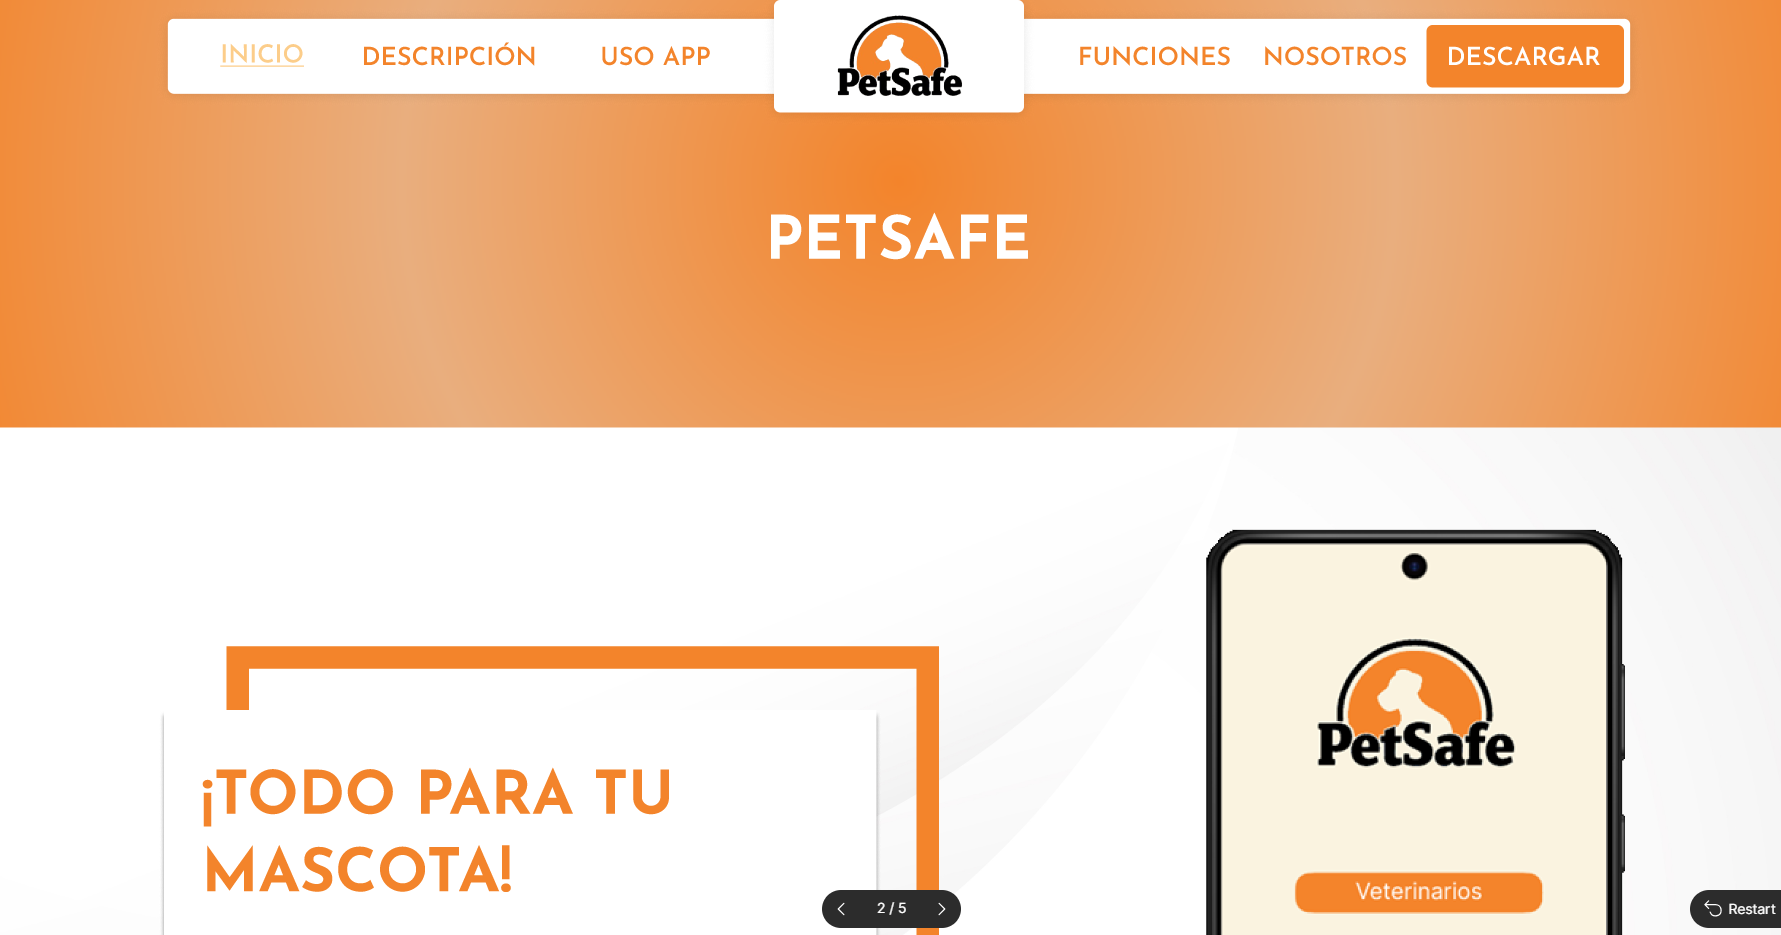 INICIO DESCRIPCIÓN USO APP PetSafe FUNCIONES NOSOTROS DESCARGAR
PETSAFE
PetSafe
¡TODO PARA TU
MASCOTA!
Veterinarios
2 / 5
Restart